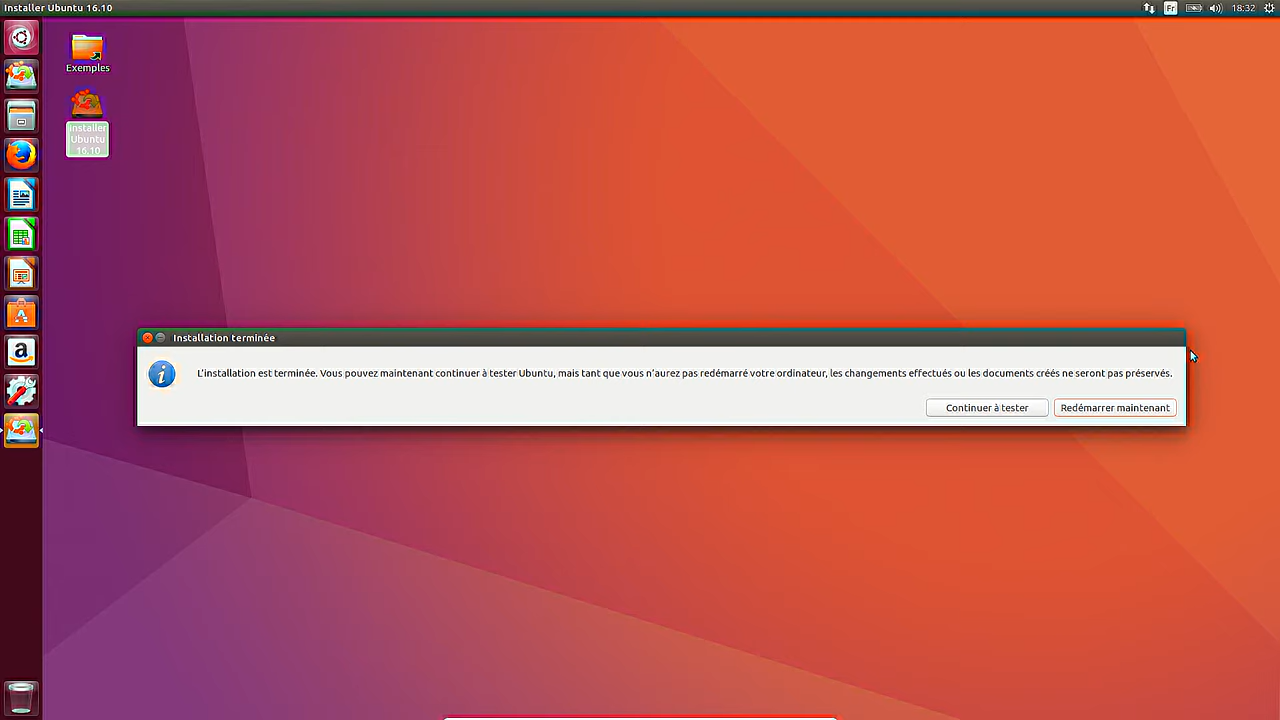 Installer Ubuntu 16.10
Fr
18:32
Exemples
Installer
Ubuntu
16.10
Installation terminée
L'installation est terminée. Vous pouvez maintenant continuer à tester Ubuntu, mais tant que vous n'aurez pas redémarré votre ordinateur, les changements effectués ou les documents créés ne seront pas préservés.
Continuer à tester
Redémarrer maintenant